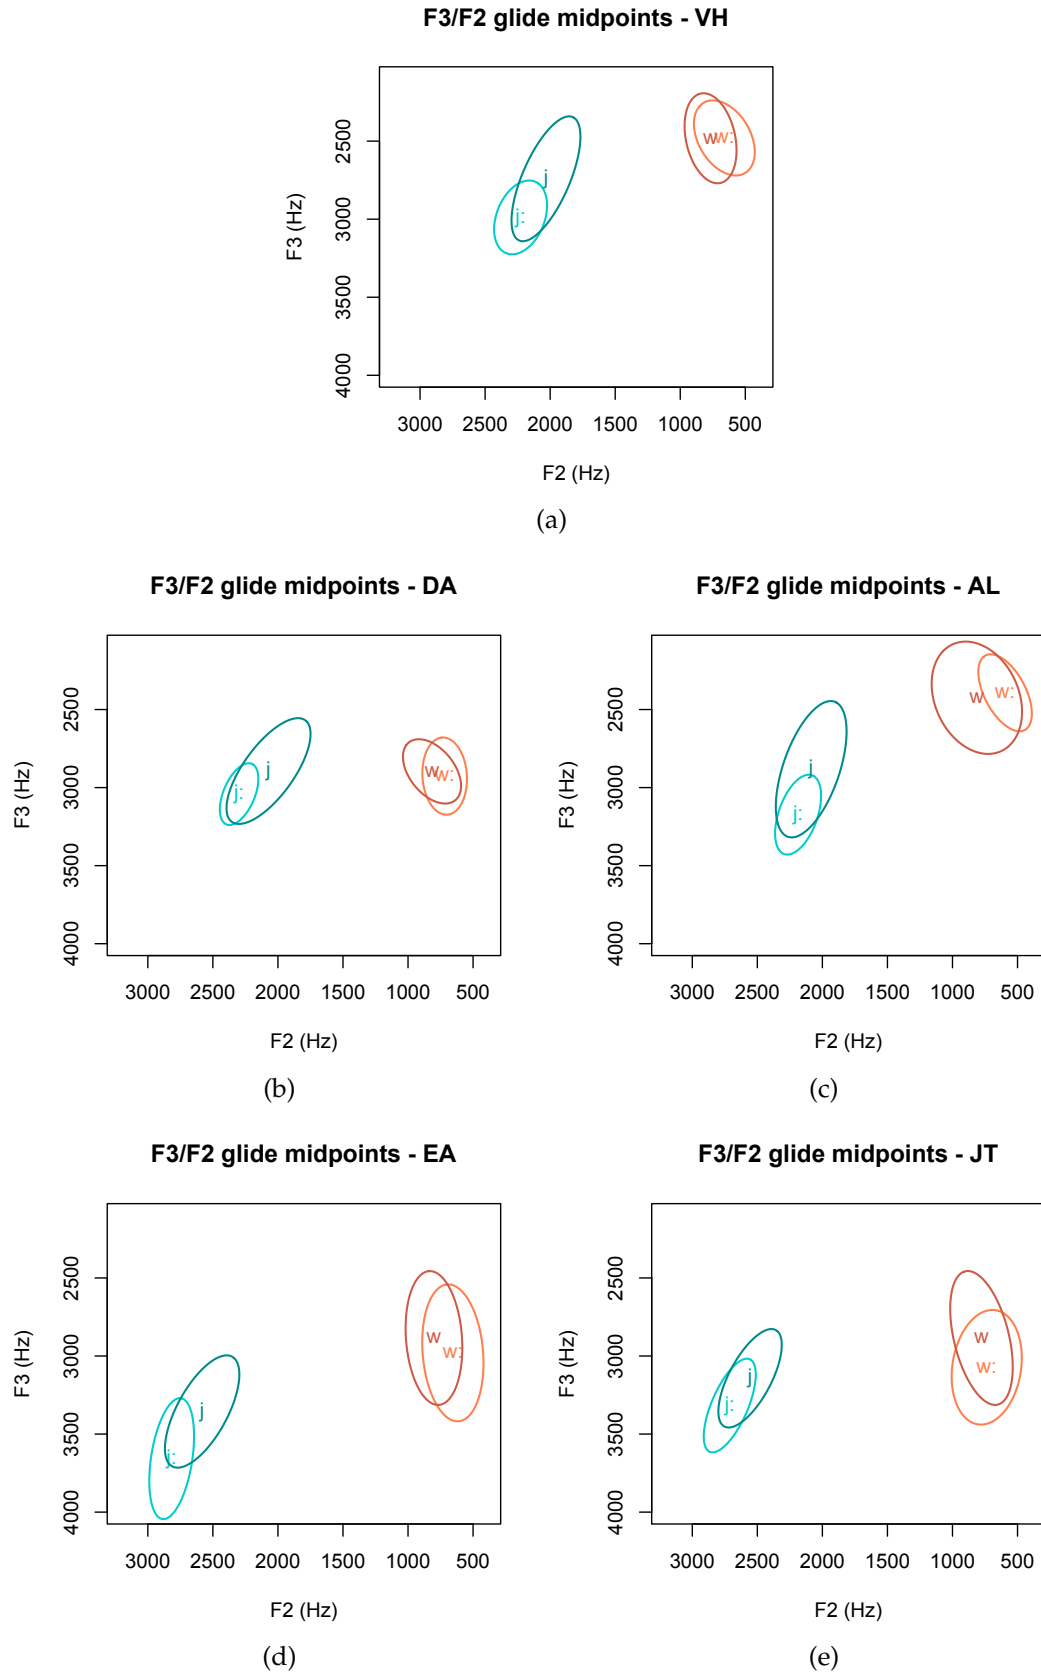 F3/F2 glide midpoints - VH
F3 (Hz)
2500
3000
3500
4000
j
j:
w
w:
3000 2500 2000 1500 1000 500
F2 (Hz)
(a)
F3/F2 glide midpoints - DA
F3 (Hz)
2500
3000
3500
4000
j
j:
w
w:
3000 2500 2000 1500 1000 500
F2 (Hz)
(b)
F3/F2 glide midpoints - AL
F3 (Hz)
2500
3000
3500
4000
j
j:
w
w:
3000 2500 2000 1500 1000 500
F2 (Hz)
(c)
F3/F2 glide midpoints - EA
F3 (Hz)
2500
3000
3500
4000
j
j:
w
w:
3000 2500 2000 1500 1000 500
F2 (Hz)
(d)
F3/F2 glide midpoints - JT
F3 (Hz)
2500
3000
3500
4000
j
j:
w
w:
3000 2500 2000 1500 1000 500
F2 (Hz)
(e)